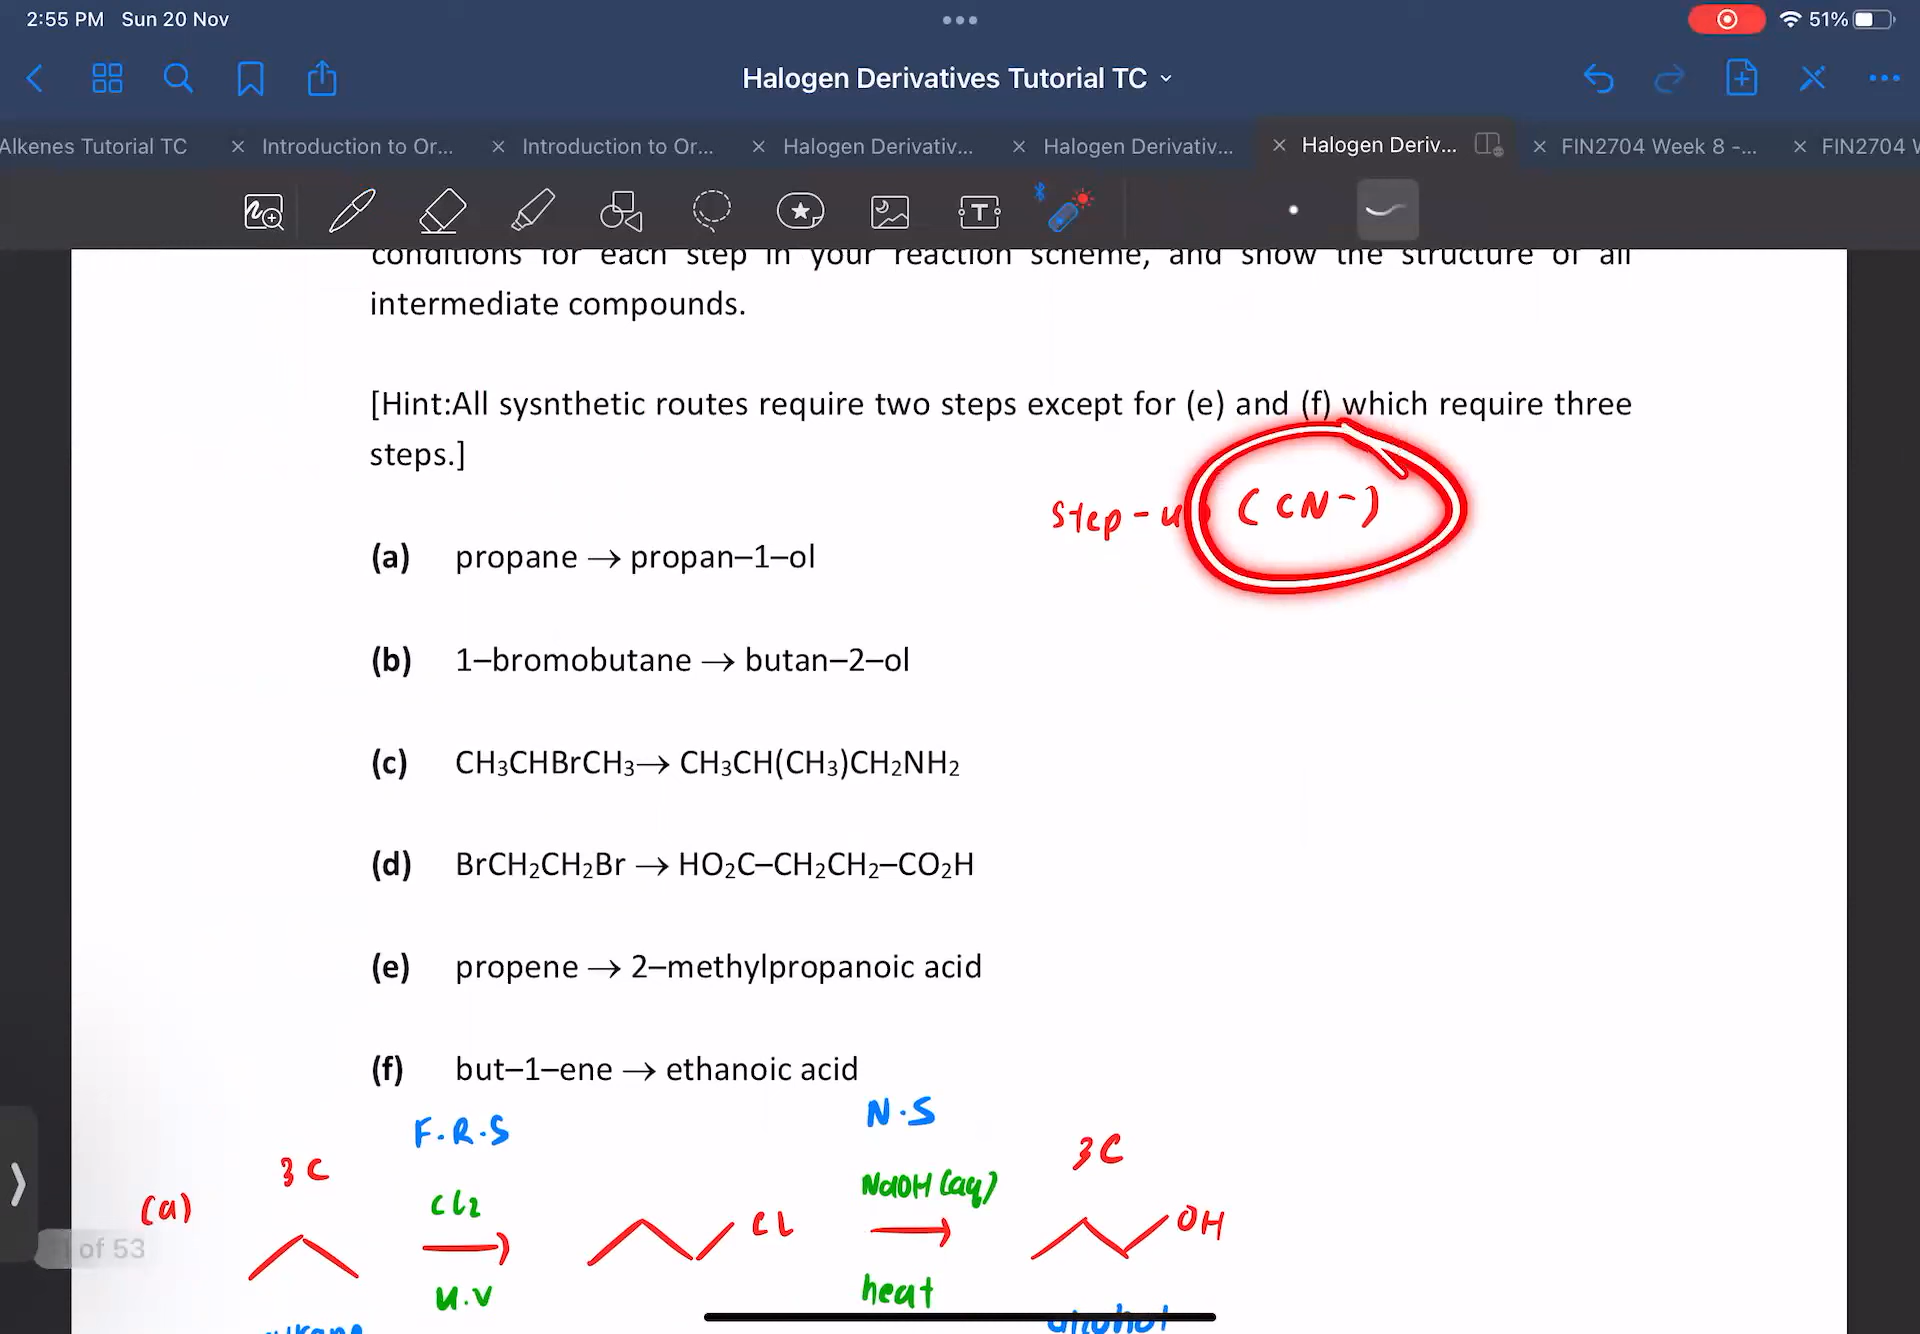 2:55 PM Sun 20 Nov
51%
Halogen Derivatives Tutorial TC
Alkenes Tutorial TC
Introduction to Or...
Introduction to Or...
Halogen Derivativ...
Halogen Derivativ...
Halogen Deriv...
FIN2704 Week 8 -...
FIN2704
conditions for each step in your reaction scheme, and show the structure of all
intermediate compounds.
[Hint:All sysnthetic routes require two steps except for (e) and (f) which require three
steps.]
step-u (CN⁻)
(a) propane → propan–1–ol
(b) 1–bromobutane → butan–2–ol
(c) CH₃CHBrCH₃→ CH₃CH(CH₃)CH₂NH₂
(d) BrCH₂CH₂Br → HO₂C–CH₂CH₂–CO₂H
(e) propene → 2–methylpropanoic acid
(f) but–1–ene → ethanoic acid
F.R.S N.S
3C Cl₂ NaOH (aq) 3C
(a) Cl OH
of 53
u.v heat
alcohol